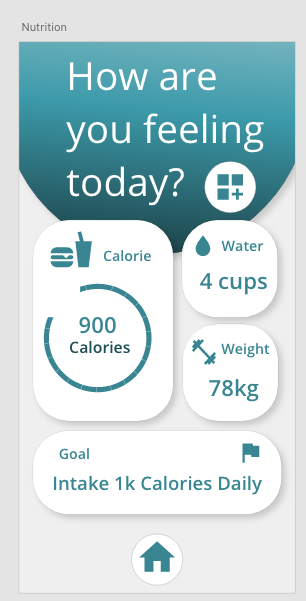 Nutrition
How are
you feeling
today?
Calorie
900
Calories
Water
4 cups
Weight
78kg
Goal
Intake 1k Calories Daily